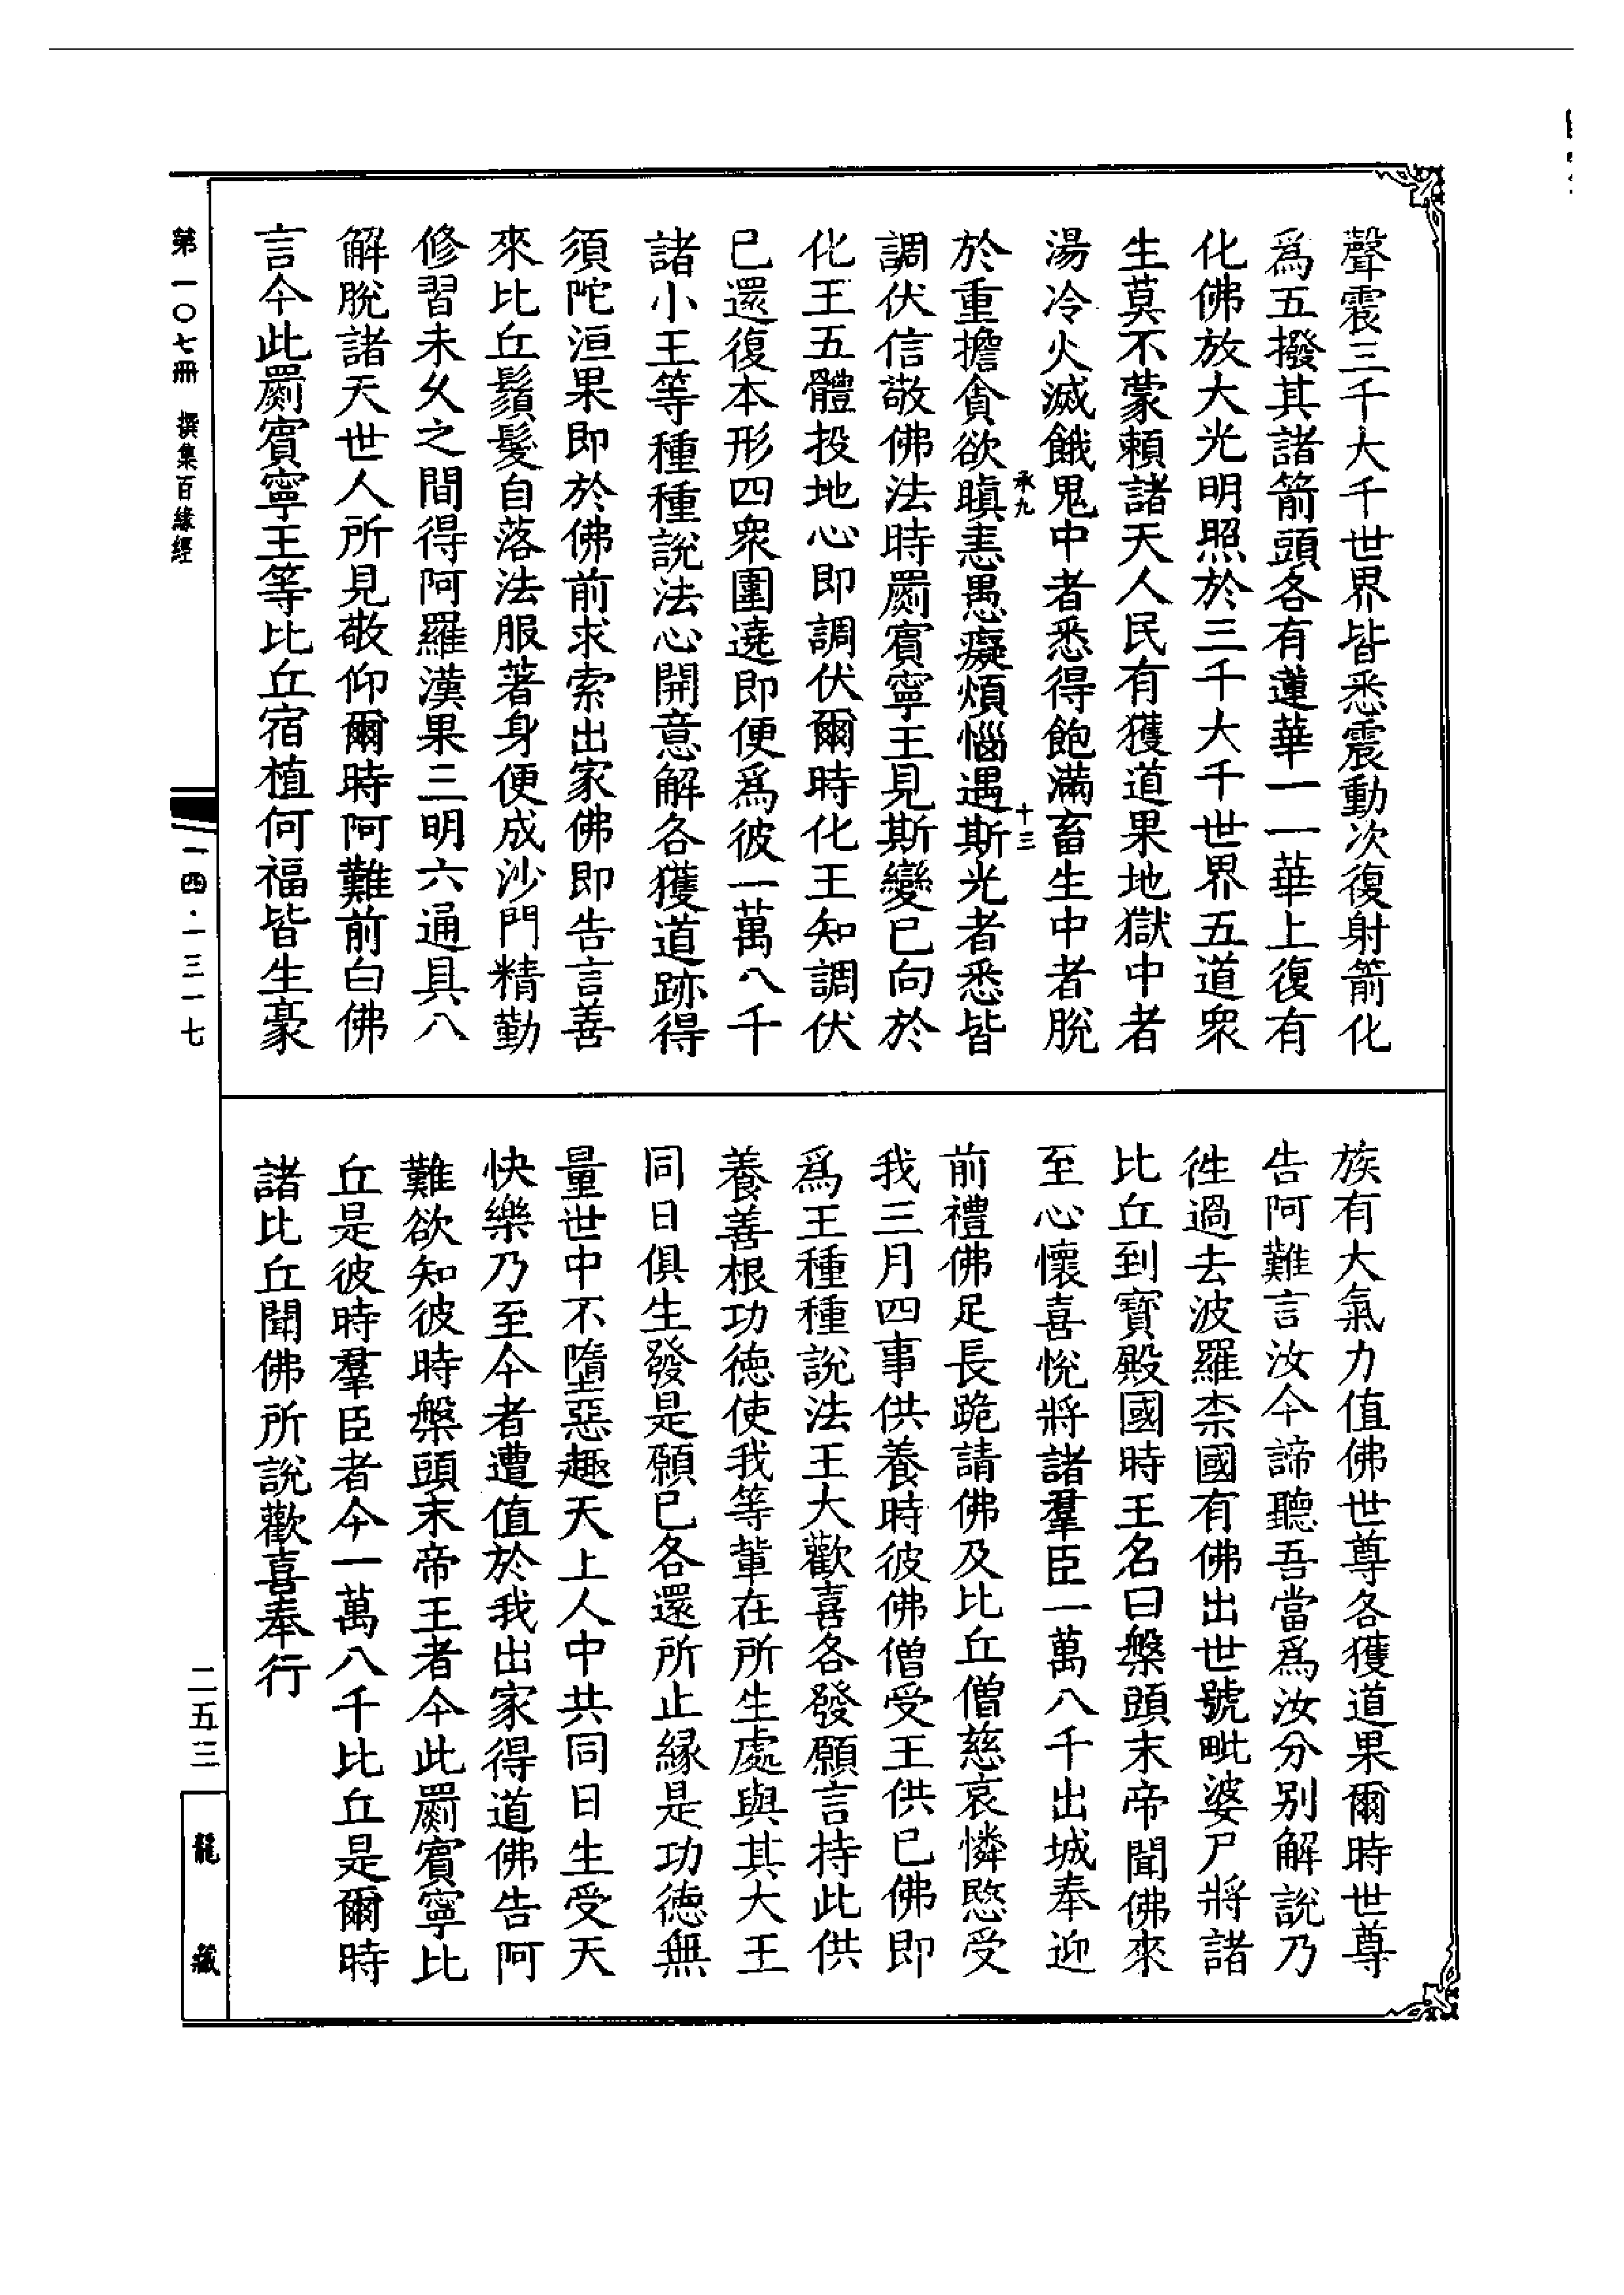 聲震三千大千世界皆悉震動次復射箭化
爲五撥其諸箭頭各有蓮華一一華上復有
化佛放大光明照於三千大千世界五道衆
生莫不蒙賴諸天人民有獲道果地獄中者
湯冷火滅餓鬼中者悉得飽滿畜生中者脫
承九
十三
於重擔貪欲瞋恚愚癡煩惱遇斯光者悉皆
調伏信敬佛法時罽賓寧王見斯變已向於
化王五體投地心即調伏爾時化王知調伏
已還復本形四衆圍遶即便爲彼一萬八千
諸小王等種種說法心開意解各獲道跡得
須陀洹果即於佛前求索出家佛即告言善
來比丘鬚髮自落法服著身便成沙門精勤
修習未久之間得阿羅漢果三明六通具八
解脫諸天世人所見敬仰爾時阿難前白佛
言今此罽賓寧王等比丘宿植何福皆生豪
族有大氣力值佛世尊各獲道果爾時世尊
告阿難言汝今諦聽吾當爲汝分别解說乃
徃過去波羅柰國有佛出世號毗婆尸將諸
比丘到寶殿國時王名曰槃頭末帝聞佛來
至心懷喜悅將諸羣臣一萬八千出城奉迎
前禮佛足長跪請佛及比丘僧慈哀憐愍受
我三月四事供養時彼佛僧受王供已佛即
爲王種種說法王大歡喜各發願言持此供
養善根功德使我等輩在所生處與其大王
同日俱生發是願已各還所止縁是功德無
量世中不墮惡趣天上人中共同日生受天
快樂乃至今者遭值於我出家得道佛告阿
難欲知彼時槃頭末帝王者今此罽賓寧比
丘是彼時羣臣者今一萬八千比丘是爾時
諸比丘聞佛所說歡喜奉行
第一〇七冊 撰集百緣經
一四·一三一七
二五三
龍藏